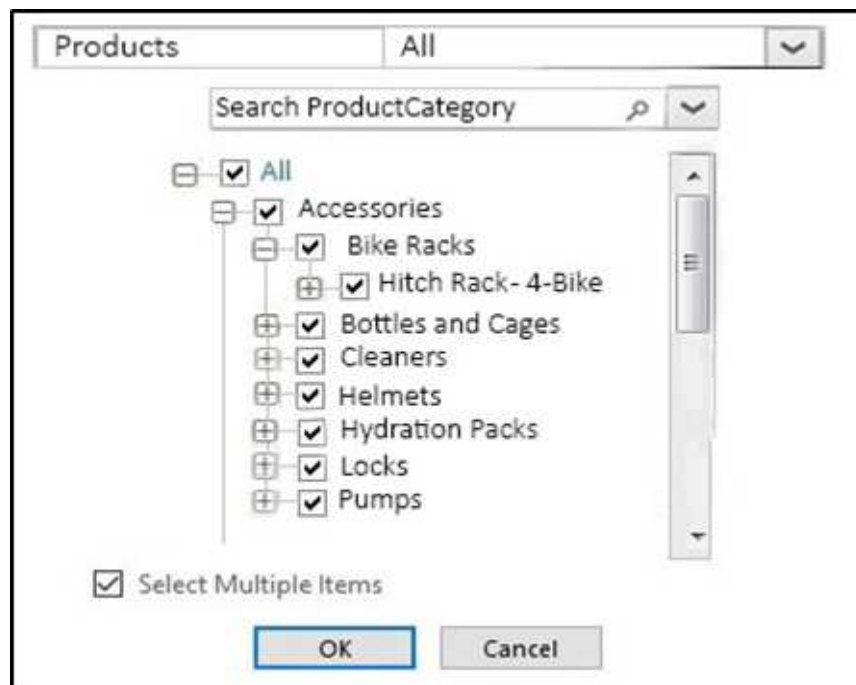 Products All
Search ProductCategory
All
Accessories
Bike Racks
Hitch Rack- 4-Bike
Bottles and Cages
Cleaners
Helmets
Hydration Packs
Locks
Pumps
Select Multiple Items
OK Cancel